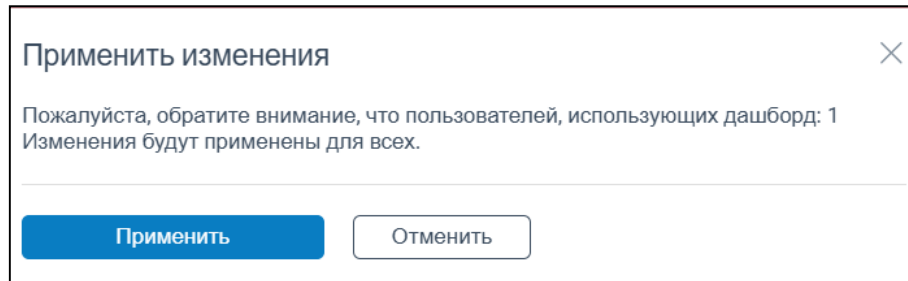 Применить изменения
Пожалуйста, обратите внимание, что пользователей, использующих дашборд: 1
Изменения будут применены для всех.
Применить
Отменить